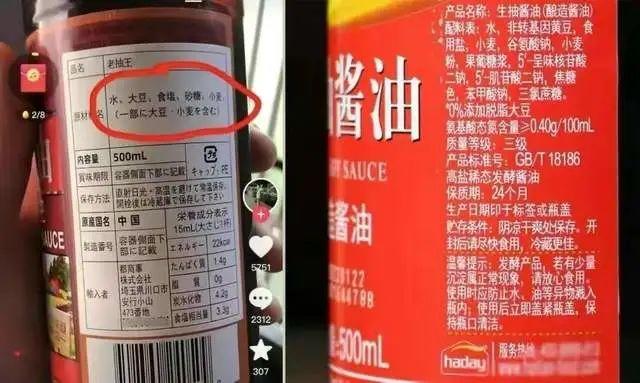 2/8
品名 老抽王
原材料名
水、大豆、食塩、砂糖、小麦、
(一部に大豆・小麦を含む)
内容量 500mL
キャップ: PE
賞味期限 容器側面下部に記載
保存方法 直射日光・高温を避けて常温保存。
開栓後は冷蔵庫で保存して下さい
原産国名 中国
製造番号 容器側面下部に記載
輸入者 都商事
株式会社
埼玉県川口市
安行小山
473番地
栄養成分表示
15mL(大さじ1杯)
エネルギー 22kcal
たんぱく質 1.4g
脂質 0g
炭水化物 4.2g
食塩相当量 3.3g
AUCE
5751
2312
307
酱油
SAUCE
酱油
500mL
产品名称:生抽酱油(酿造酱油)
配料表:水、非转基因黄豆、食
用盐、小麦、谷氨酸钠、小麦
粉、果葡糖浆、5'-呈味核苷酸
二钠、5'-肌苷酸二钠、焦糖
色、苯甲酸钠、三氯蔗糖。
*0%添加脱脂大豆
氨基酸态氮含量≥0.40g/100mL
质量等级:三级
产品标准号:GB/T 18186
高盐稀态发酵酱油
保质期:24个月
生产日期印于标签或瓶盖
贮存条件:阴凉干爽处保存。开
封后请尽快食用,冷藏更佳。
温馨提示:发酵产品,若有少量
沉淀属正常现象,请放心食用。
使用时应防止水、油等异物溅入
瓶内;使用后立即盖紧瓶盖,保
持瓶口清洁。
haday 服务热线: